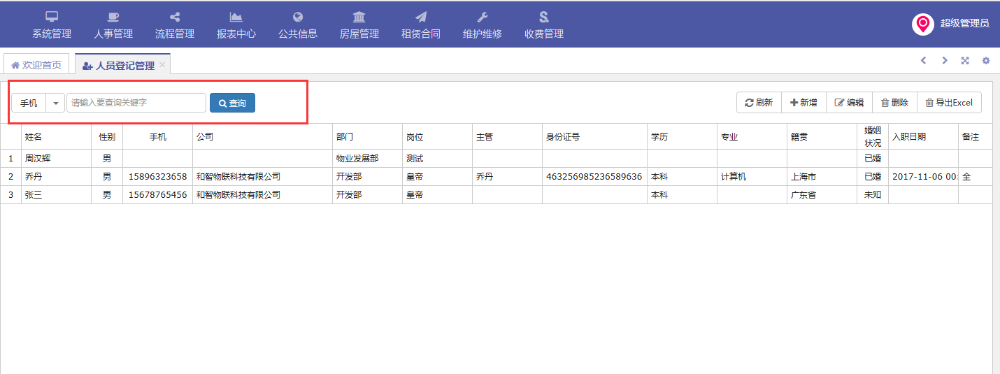 系统管理 人事管理 流程管理 报表中心 公共信息 房屋管理 租赁合同 维护维修 收费管理 超级管理员
欢迎首页 人员登记管理 ×
手机 请输入要查询关键字 查询 刷新 新增 编辑 删除 导出Excel
姓名 性别 手机 公司 部门 岗位 主管 身份证号 学历 专业 籍贯 婚姻状况 入职日期 备注
1 周汉辉 男 物业发展部 测试 已婚
2 乔丹 男 15896323658 和智物联科技有限公司 开发部 皇帝 乔丹 463256985236589636 本科 计算机 上海市 已婚 2017-11-06 00: 全
3 张三 男 15678765456 和智物联科技有限公司 开发部 皇帝 本科 广东省 未知